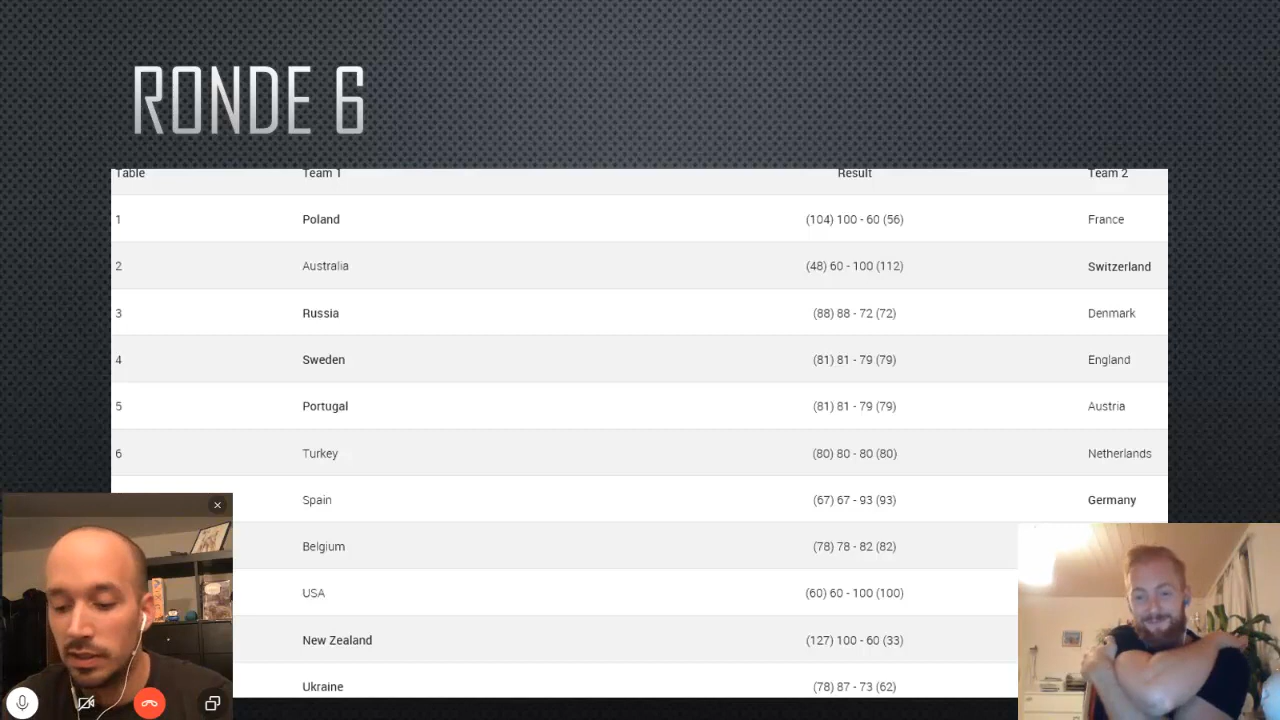 RONDE 6
Table Team 1 Result Team 2
1 Poland (104) 100 - 60 (56) France
2 Australia (48) 60 - 100 (112) Switzerland
3 Russia (88) 88 - 72 (72) Denmark
4 Sweden (81) 81 - 79 (79) England
5 Portugal (81) 81 - 79 (79) Austria
6 Turkey (80) 80 - 80 (80) Netherlands
Spain (67) 67 - 93 (93) Germany
Belgium (78) 78 - 82 (82)
USA (60) 60 - 100 (100)
New Zealand (127) 100 - 60 (33)
Ukraine (78) 87 - 73 (62)